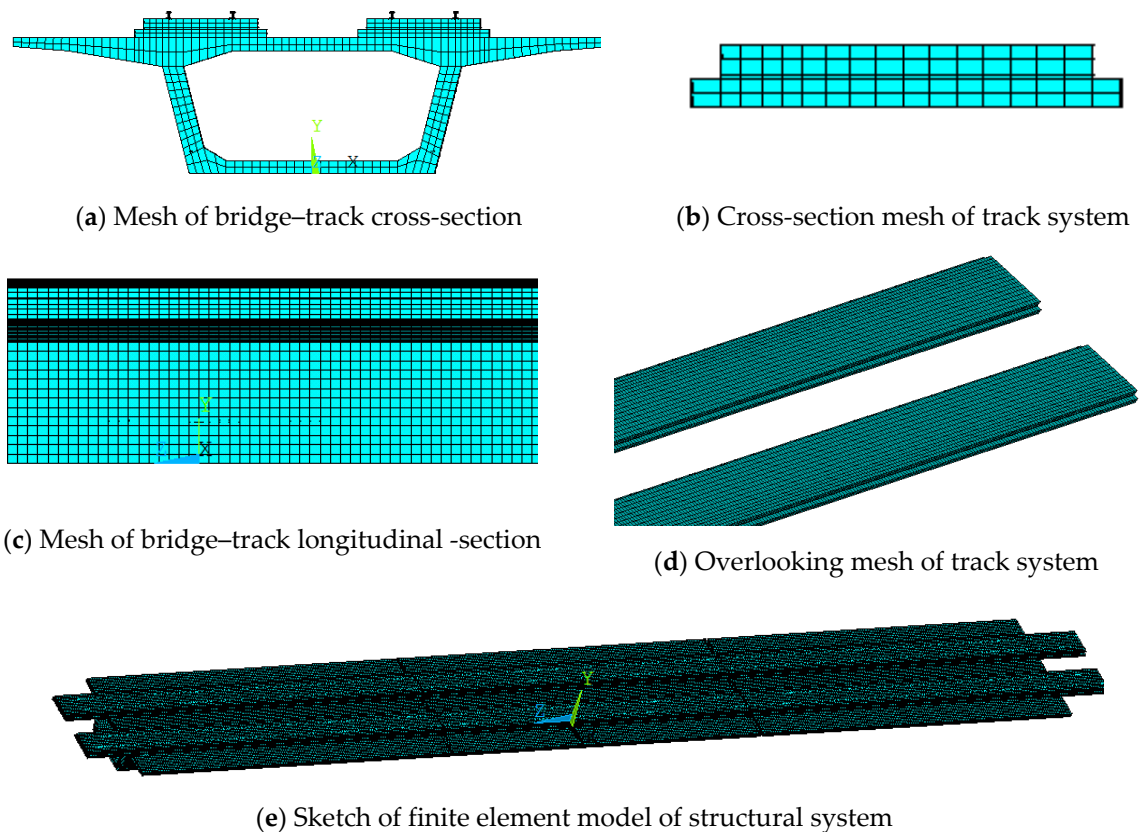 Y
Z X
(a) Mesh of bridge–track cross-section
(b) Cross-section mesh of track system
Y
Z X
(c) Mesh of bridge–track longitudinal -section
(d) Overlooking mesh of track system
Y
Z
(e) Sketch of finite element model of structural system